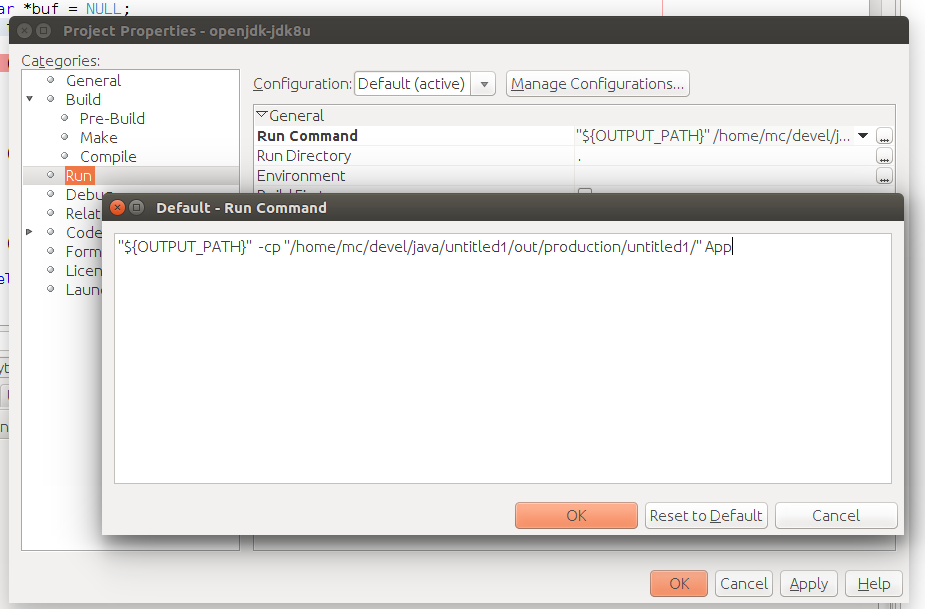 ar *buf = NULL;
Project Properties - openjdk-jdk8u
Categories:
General
Build
Pre-Build
Make
Compile
Run
Debug
Relat
Code
Form
Licen
Laun
Configuration: Default (active) Manage Configurations...
General
Run Command "${OUTPUT_PATH}" /home/mc/devel/j... ...
Run Directory . ...
Environment ...
Build First
Default - Run Command
"${OUTPUT_PATH}" -cp "/home/mc/devel/java/untitled1/out/production/untitled1/" App
OK Reset to Default Cancel
OK Cancel Apply Help